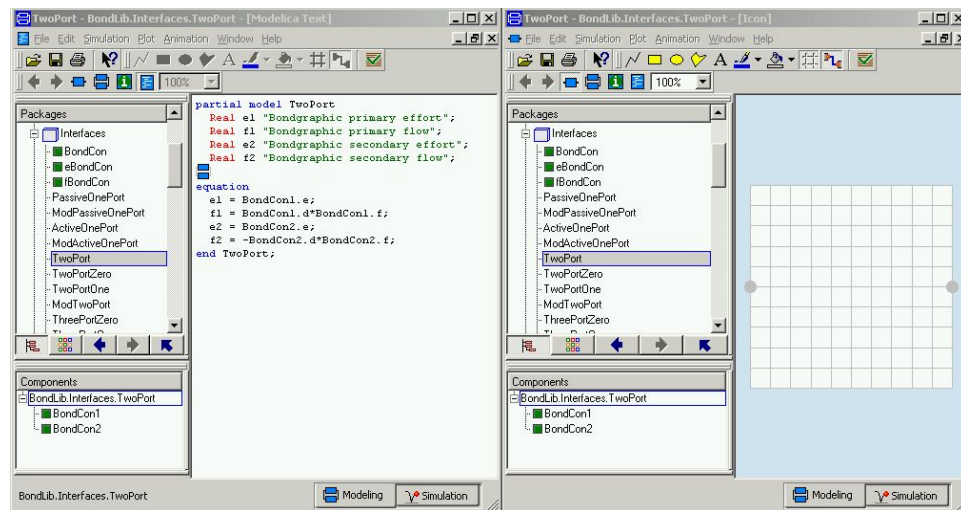 TwoPort - BondLib.Interfaces.TwoPort - [Modelica Text]
File Edit Simulation Plot Animation Window Help
100%
Packages
Interfaces
BondCon
eBondCon
fBondCon
PassiveOnePort
ModPassiveOnePort
ActiveOnePort
ModActiveOnePort
TwoPort
TwoPortZero
TwoPortOne
ModTwoPort
ThreePortZero
Components
BondLib.Interfaces.TwoPort
BondCon1
BondCon2
partial model TwoPort
Real e1 "Bondgraphic primary effort";
Real f1 "Bondgraphic primary flow";
Real e2 "Bondgraphic secondary effort";
Real f2 "Bondgraphic secondary flow";
equation
e1 = BondCon1.e;
f1 = BondCon1.d*BondCon1.f;
e2 = BondCon2.e;
f2 = -BondCon2.d*BondCon2.f;
end TwoPort;
BondLib.Interfaces.TwoPort
Modeling
Simulation
TwoPort - BondLib.Interfaces.TwoPort - [Icon]
File Edit Simulation Plot Animation Window Help
100%
Packages
Interfaces
BondCon
eBondCon
fBondCon
PassiveOnePort
ModPassiveOnePort
ActiveOnePort
ModActiveOnePort
TwoPort
TwoPortZero
TwoPortOne
ModTwoPort
ThreePortZero
Components
BondLib.Interfaces.TwoPort
BondCon1
BondCon2
Modeling
Simulation